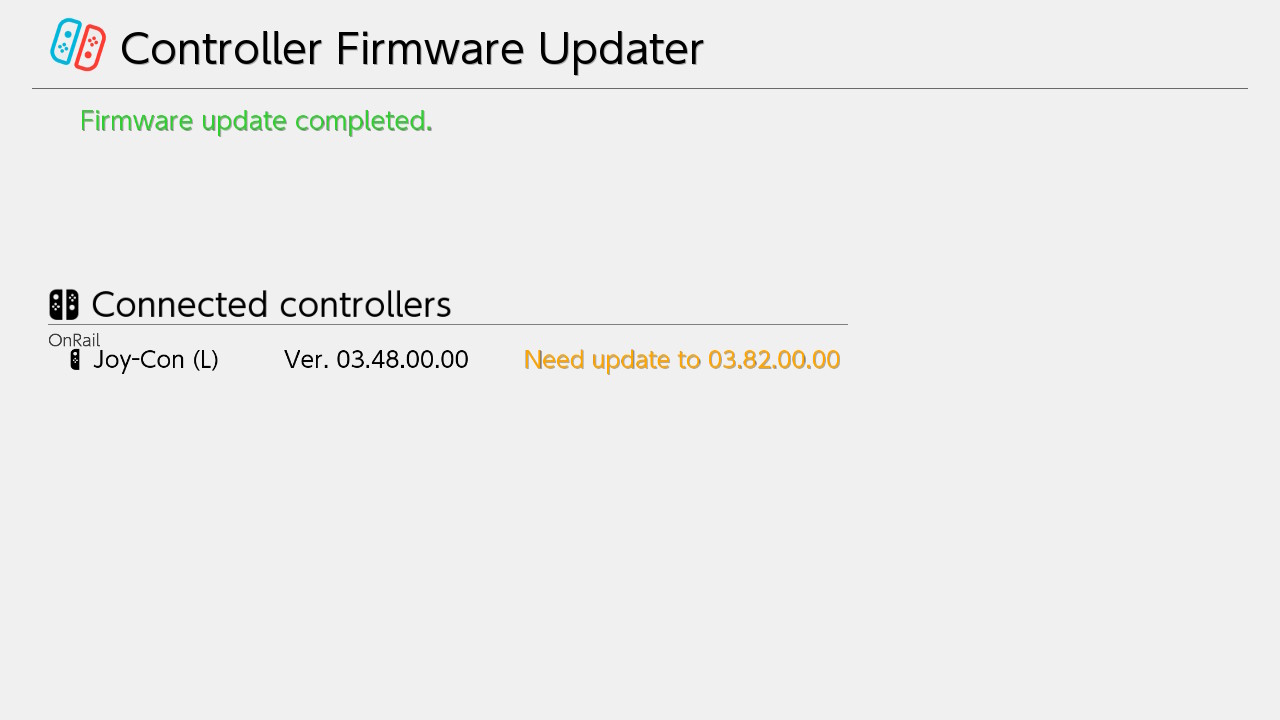 Controller Firmware Updater
Firmware update completed.
Connected controllers
OnRail
Joy-Con (L) Ver. 03.48.00.00 Need update to 03.82.00.00